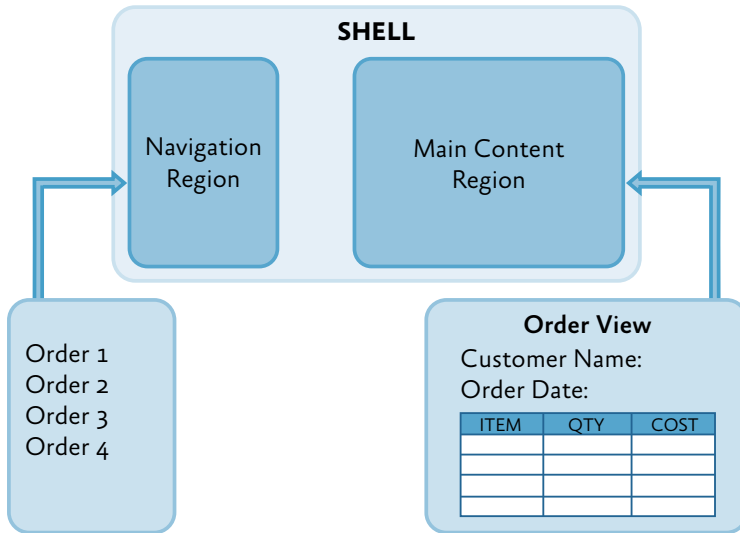 SHELL
Navigation
Region
Main Content
Region
Order 1
Order 2
Order 3
Order 4
Order View
Customer Name:
Order Date:
ITEM QTY COST